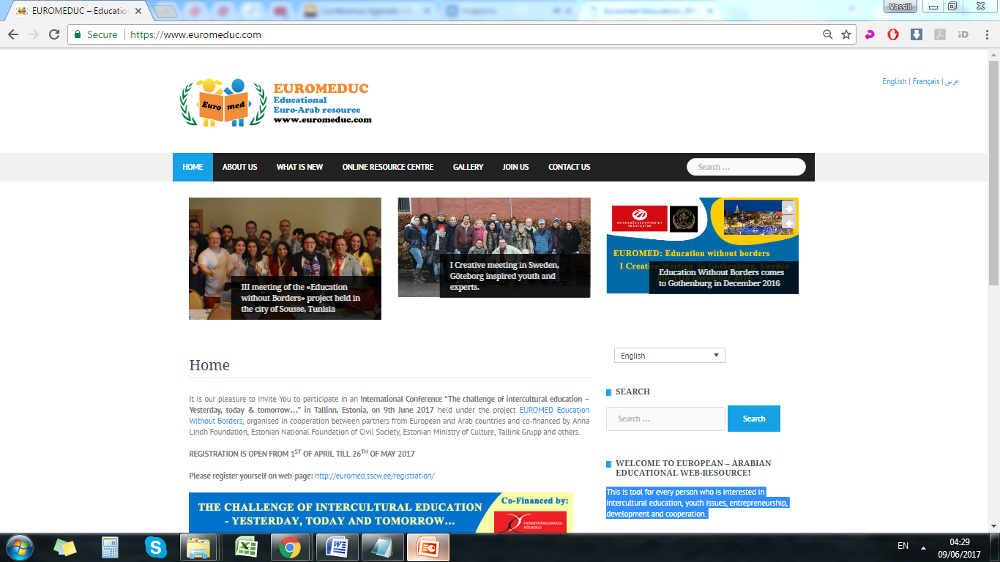 EUROMEDUC – Educatio
Vassili
Secure
https://www.euromeduc.com
iD
English | Français | عربى
Euro med
EUROMEDUC
Educational
Euro-Arab resource
www.euromeduc.com
HOME
ABOUT US
WHAT IS NEW
ONLINE RESOURCE CENTRE
GALLERY
JOIN US
CONTACT US
Search …
III meeting of the «Education
without Borders» project held in
the city of Sousse, Tunisia
I Creative meeting in Sweden,
Göteborg inspired youth and
experts.
EUROMED: Education without borders
I Creative Meeting in Gothenburg, Sweden
Education Without Borders comes
to Gothenburg in December 2016
English
Home
It is our pleasure to invite You to participate in an International Conference “The challenge of intercultural education –
Yesterday, today & tomorrow…” in Tallinn, Estonia, on 9th June 2017 held under the project EUROMED Education
Without Borders, organised in cooperation between partners from European and Arab countries and co-financed by Anna
Lindh Foundation, Estonian National Foundation of Civil Society, Estonian Ministry of Culture, Tallink Grupp and others.
REGISTRATION IS OPEN FROM 1ST OF APRIL TILL 26TH OF MAY 2017
Please register yourself on web-page: http://euromed.sscw.ee/registration/
THE CHALLENGE OF INTERCULTURAL EDUCATION
- YESTERDAY, TODAY AND TOMORROW...
Co-Financed by:
HASARTMÄNGUMAKSU
NÕUKOGU
SEARCH
Search …
Search
WELCOME TO EUROPEAN – ARABIAN
EDUCATIONAL WEB-RESOURCE!
This is tool for every person who is interested in
intercultural education, youth issues, entrepreneurship,
development and cooperation.
EN
04:29
09/06/2017